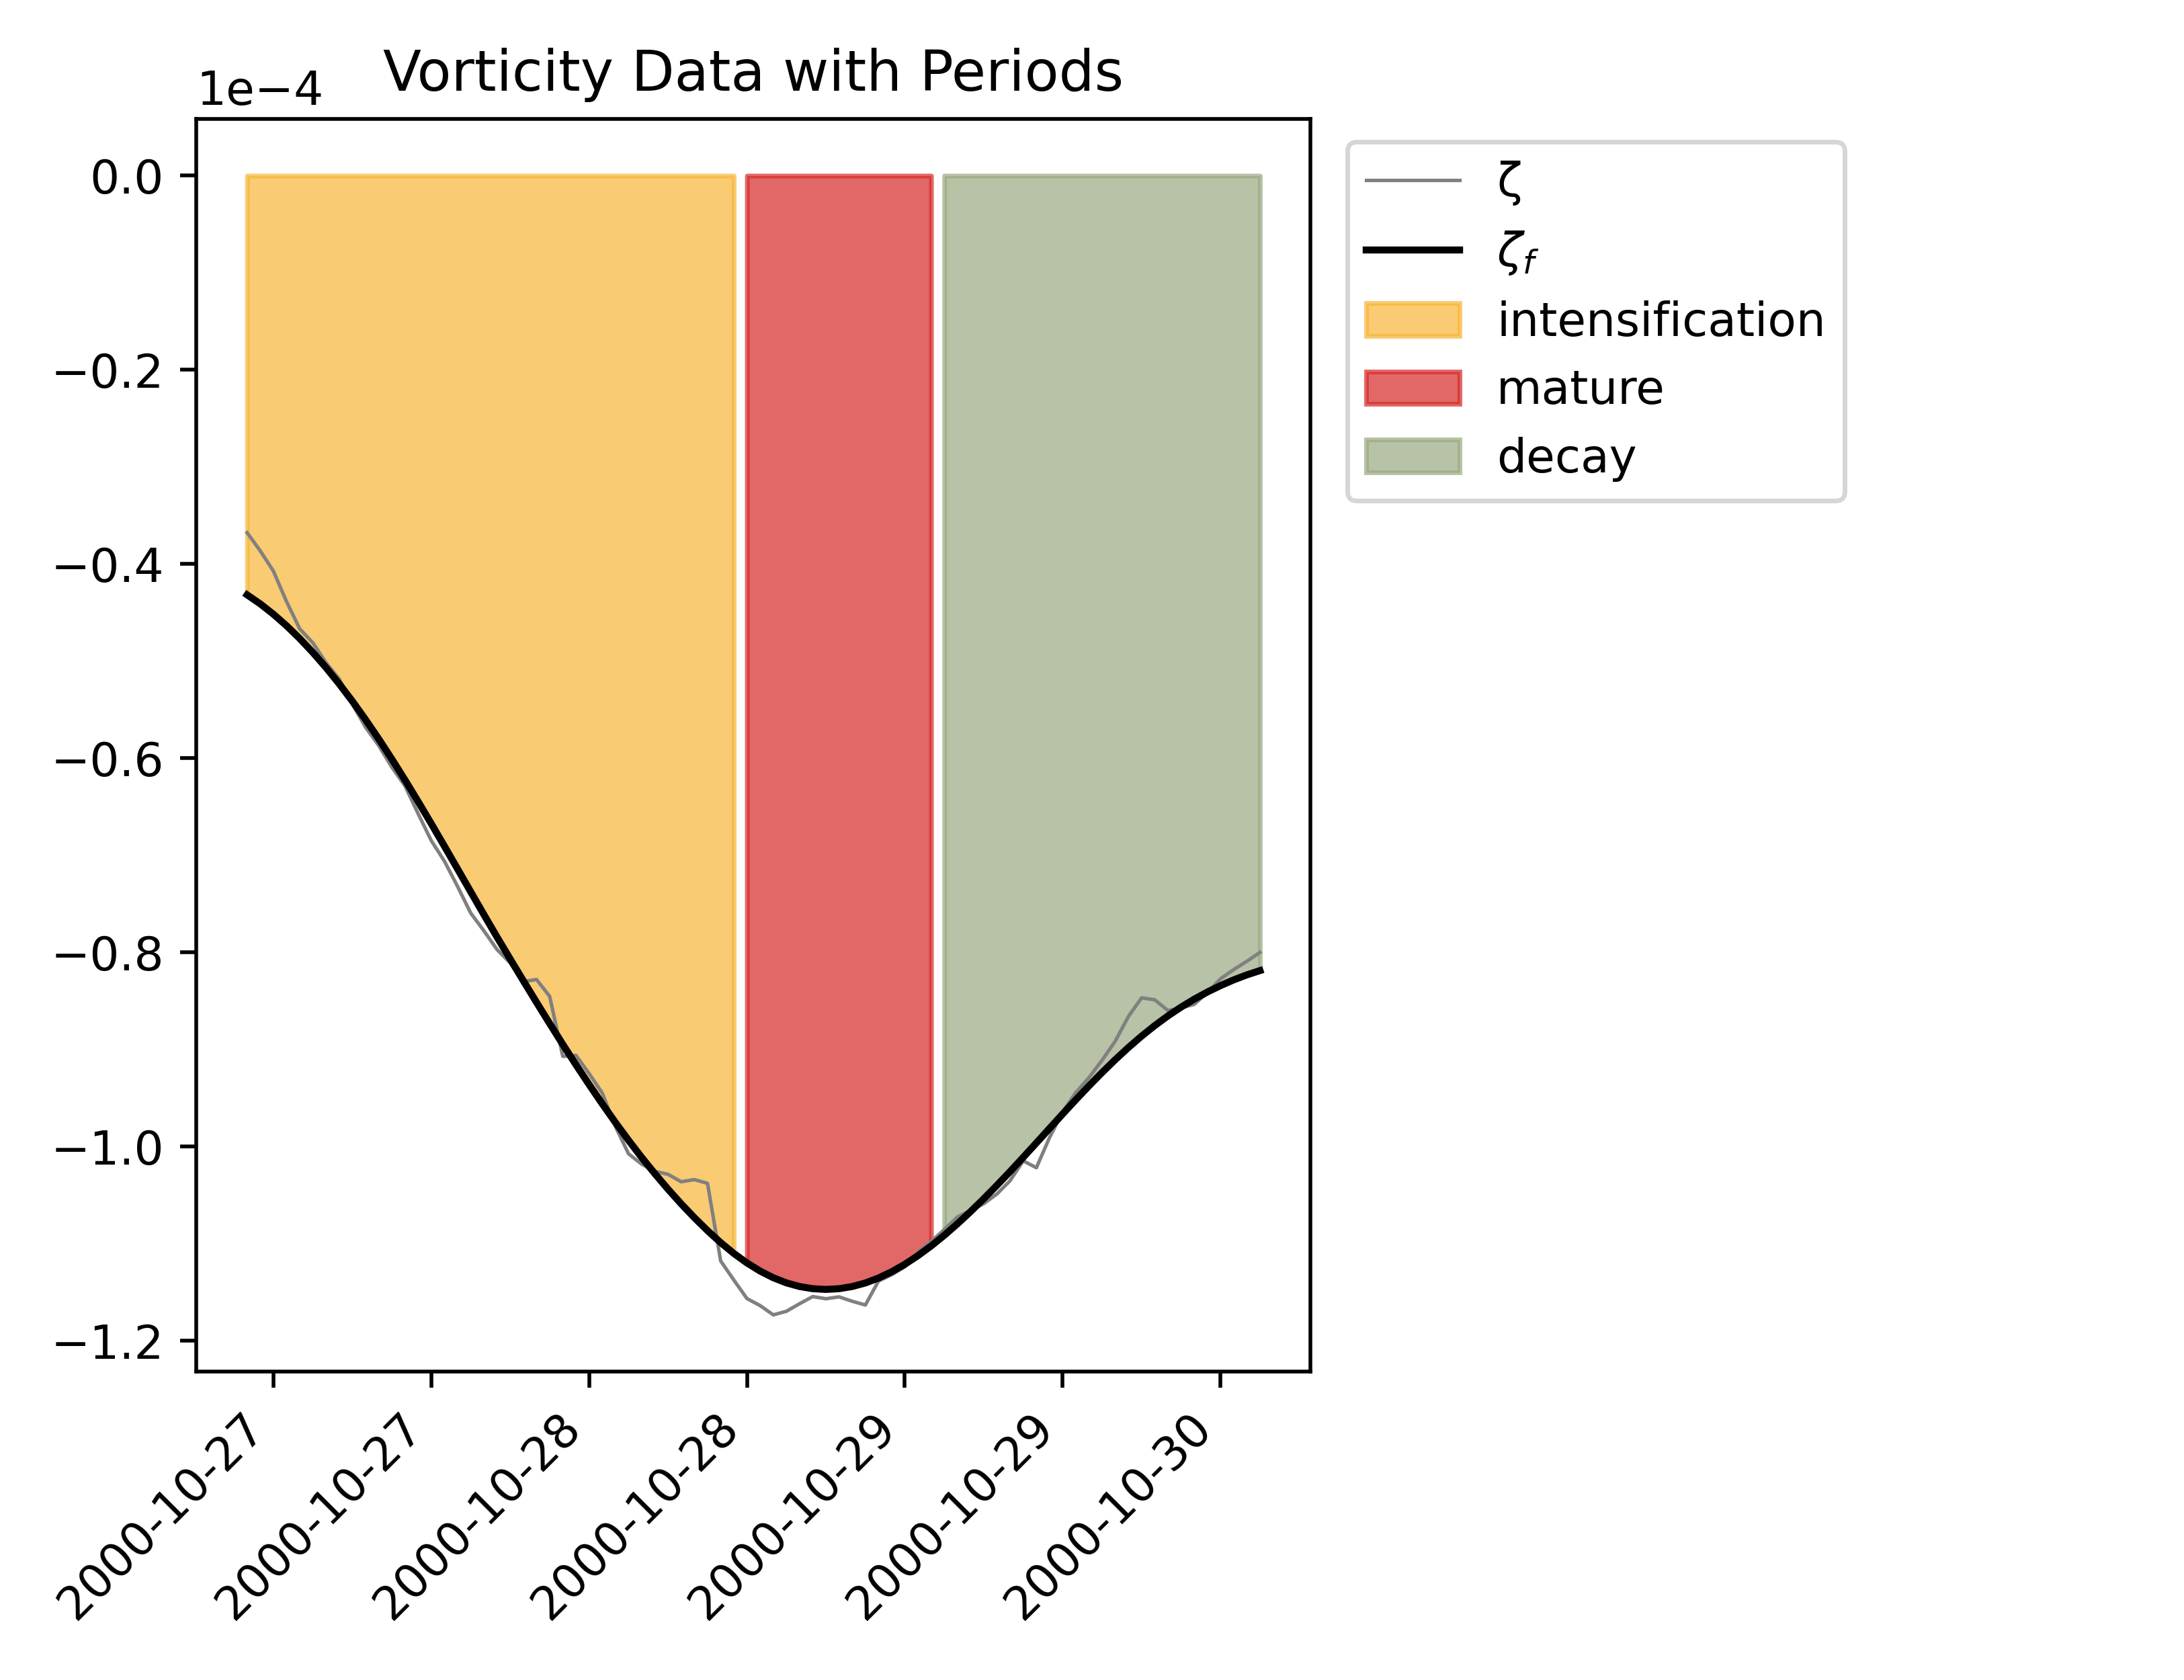 Vorticity Data with Periods
1e−4
0.0
−0.2
−0.4
−0.6
−0.8
−1.0
−1.2
2000-10-27
2000-10-27
2000-10-28
2000-10-28
2000-10-29
2000-10-29
2000-10-30
ζ
ζf
intensification
mature
decay